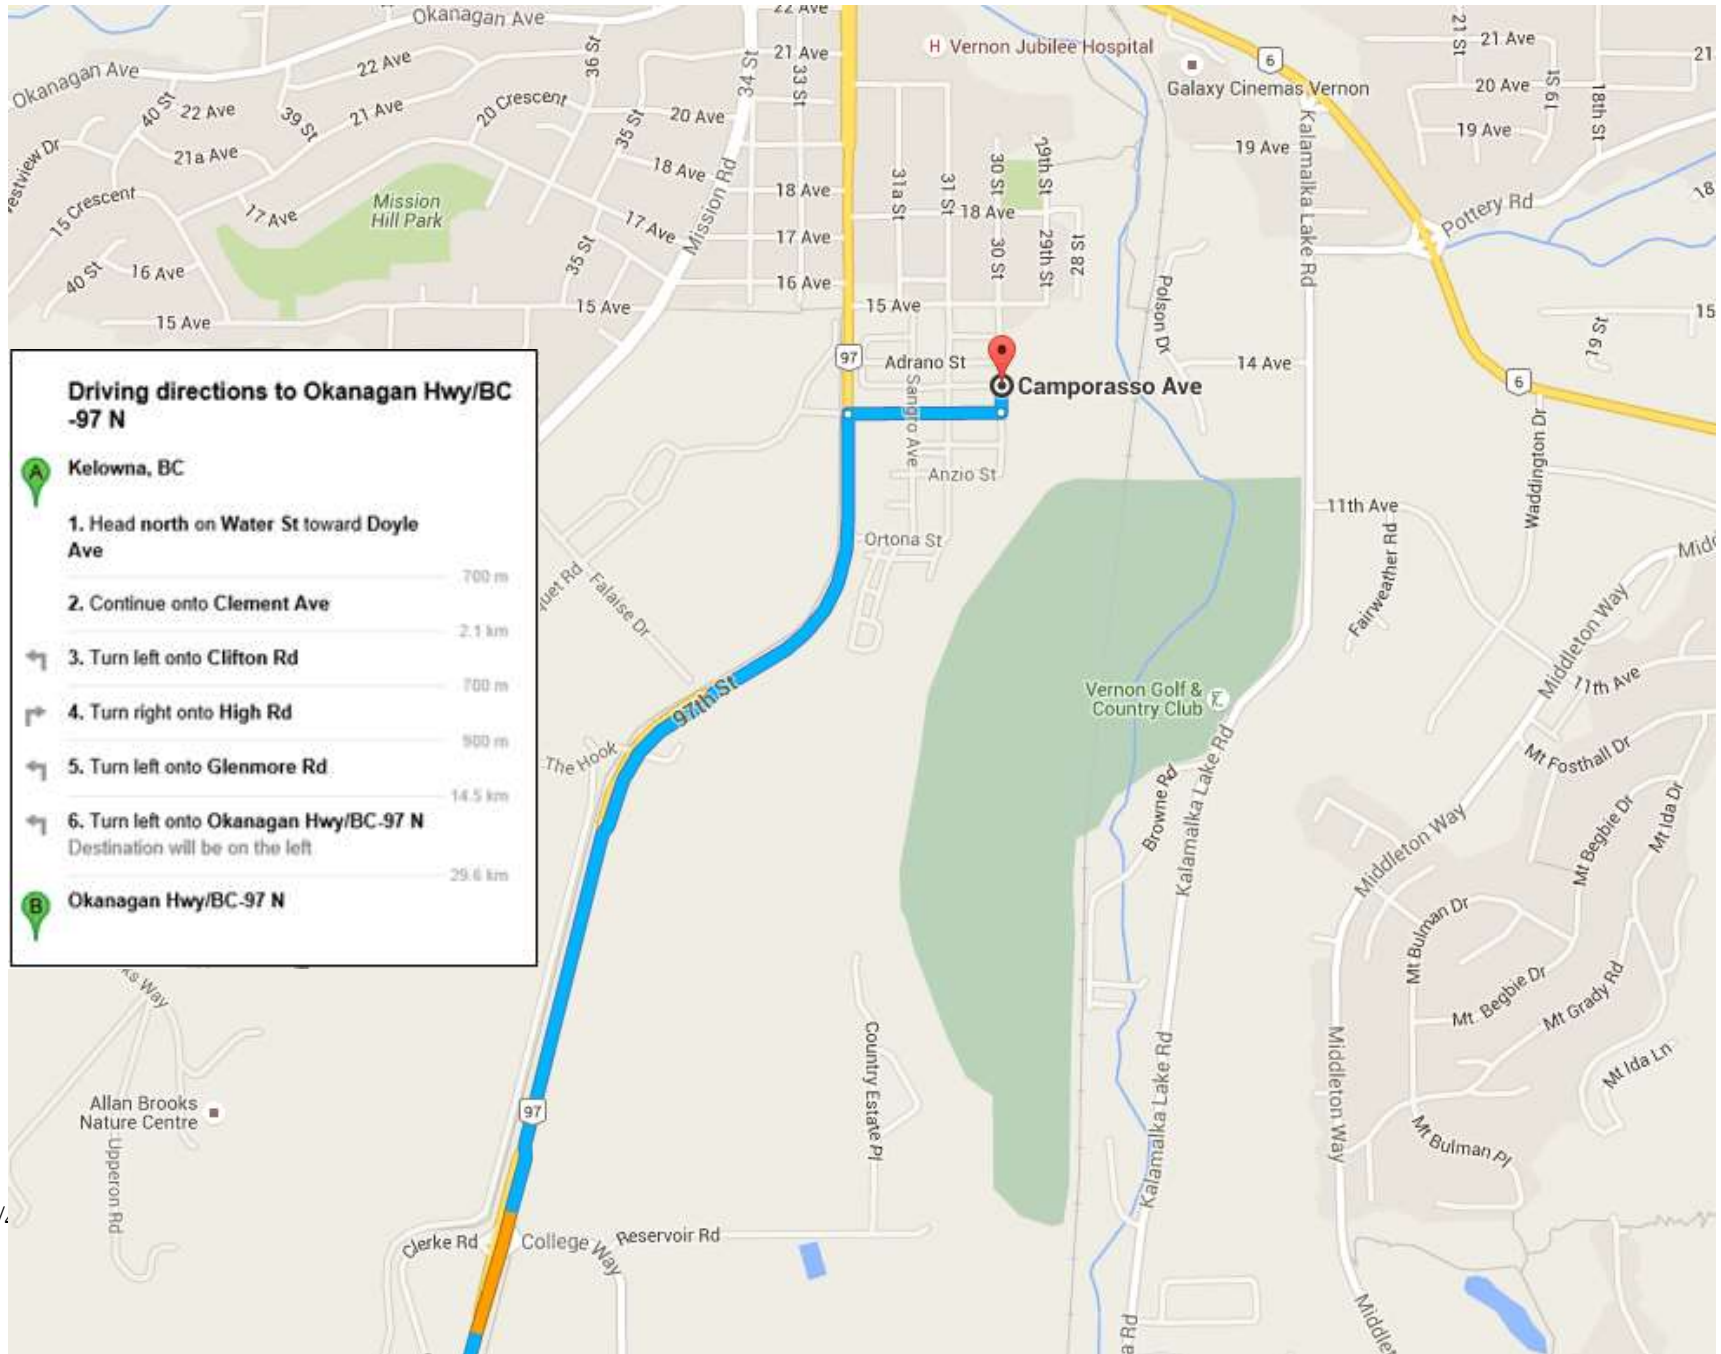 22 Ave
Okanagan Ave
36 St
34 St
21 Ave
33 St
H Vernon Jubilee Hospital
6
21 St
21 Ave
21
Okanagan Ave
22 Ave
Galaxy Cinemas Vernon
20 Ave
19 St
18th St
40 St
22 Ave
39 St
21 Ave
20 Crescent
35 St
20 Ave
Kalamalka Lake Rd
19 Ave
19 Ave
21a Ave
18 Ave
Mission Rd
31a St
31 St
30 St
29th St
18 Ave
15 Crescent
17 Ave
Mission
Hill Park
17 Ave
18 Ave
Pottery Rd
18
40 St
16 Ave
35 St
17 Ave
30 St
29th St
28 St
16 Ave
Polson Dr
15 Ave
15 Ave
15 Ave
15
16 St
97
Adrano St
14 Ave
6
Camporasso Ave
Sangro Ave
Waddington Dr
Anzio St
11th Ave
Ortona St
Fairweather Rd
Falaise Dr
Middleton Way
11th Ave
97th St
Vernon Golf &
Country Club
The Hook
Browne Rd
Kalamalka Lake Rd
Mt Fosthall Dr
Mt Begbie Dr
Mt Ida Dr
Middleton Way
Driving directions to Okanagan Hwy/BC
-97 N
A
Kelowna, BC
1. Head north on Water St toward Doyle
Ave
700 m
2. Continue onto Clement Ave
2.1 km
3. Turn left onto Clifton Rd
700 m
4. Turn right onto High Rd
900 m
5. Turn left onto Glenmore Rd
14.5 km
6. Turn left onto Okanagan Hwy/BC-97 N
Destination will be on the left
29.6 km
B
Okanagan Hwy/BC-97 N
Mt Bulman Dr
Mt. Begbie Dr
Mt Grady Rd
Mt Ida Ln
Mt Bulman Pl
Middleton Way
Country Estate Pl
Kalamalka Lake Rd
Allan Brooks
Nature Centre
97
Upperon Rd
Clerke Rd
College Way
Reservoir Rd